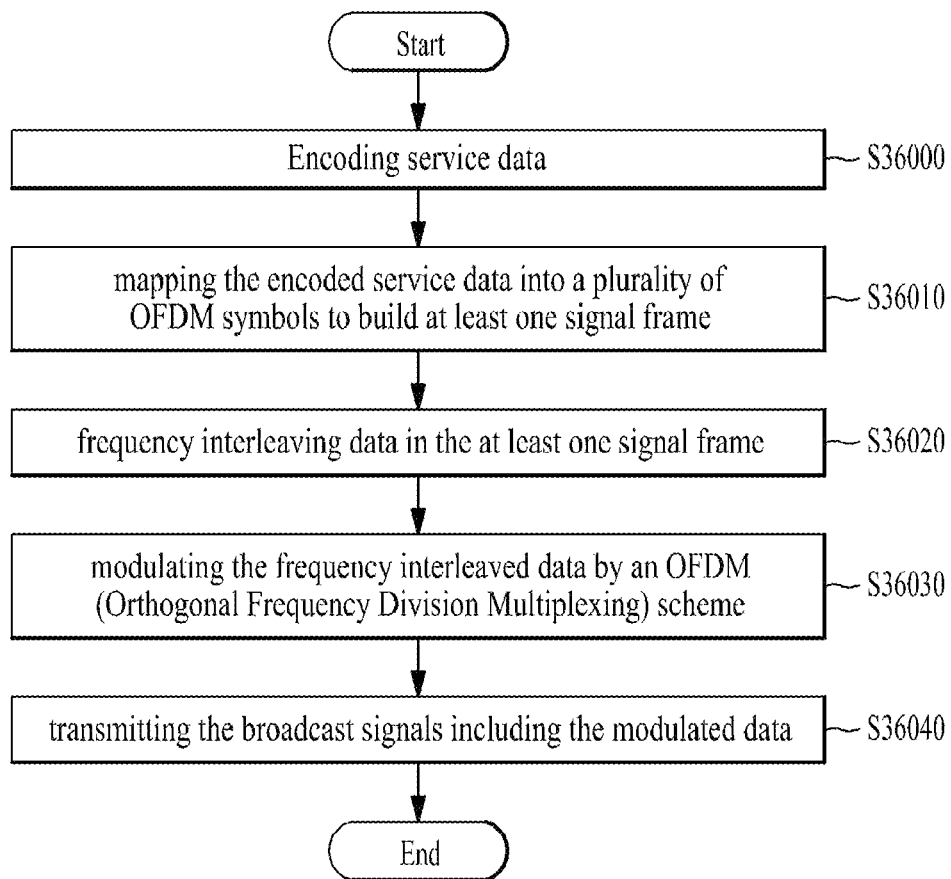 Start
Encoding service data
S36000
mapping the encoded service data into a plurality of
OFDM symbols to build at least one signal frame
S36010
frequency interleaving data in the at least one signal frame
S36020
modulating the frequency interleaved data by an OFDM
(Orthogonal Frequency Division Multiplexing) scheme
S36030
transmitting the broadcast signals including the modulated data
S36040
End